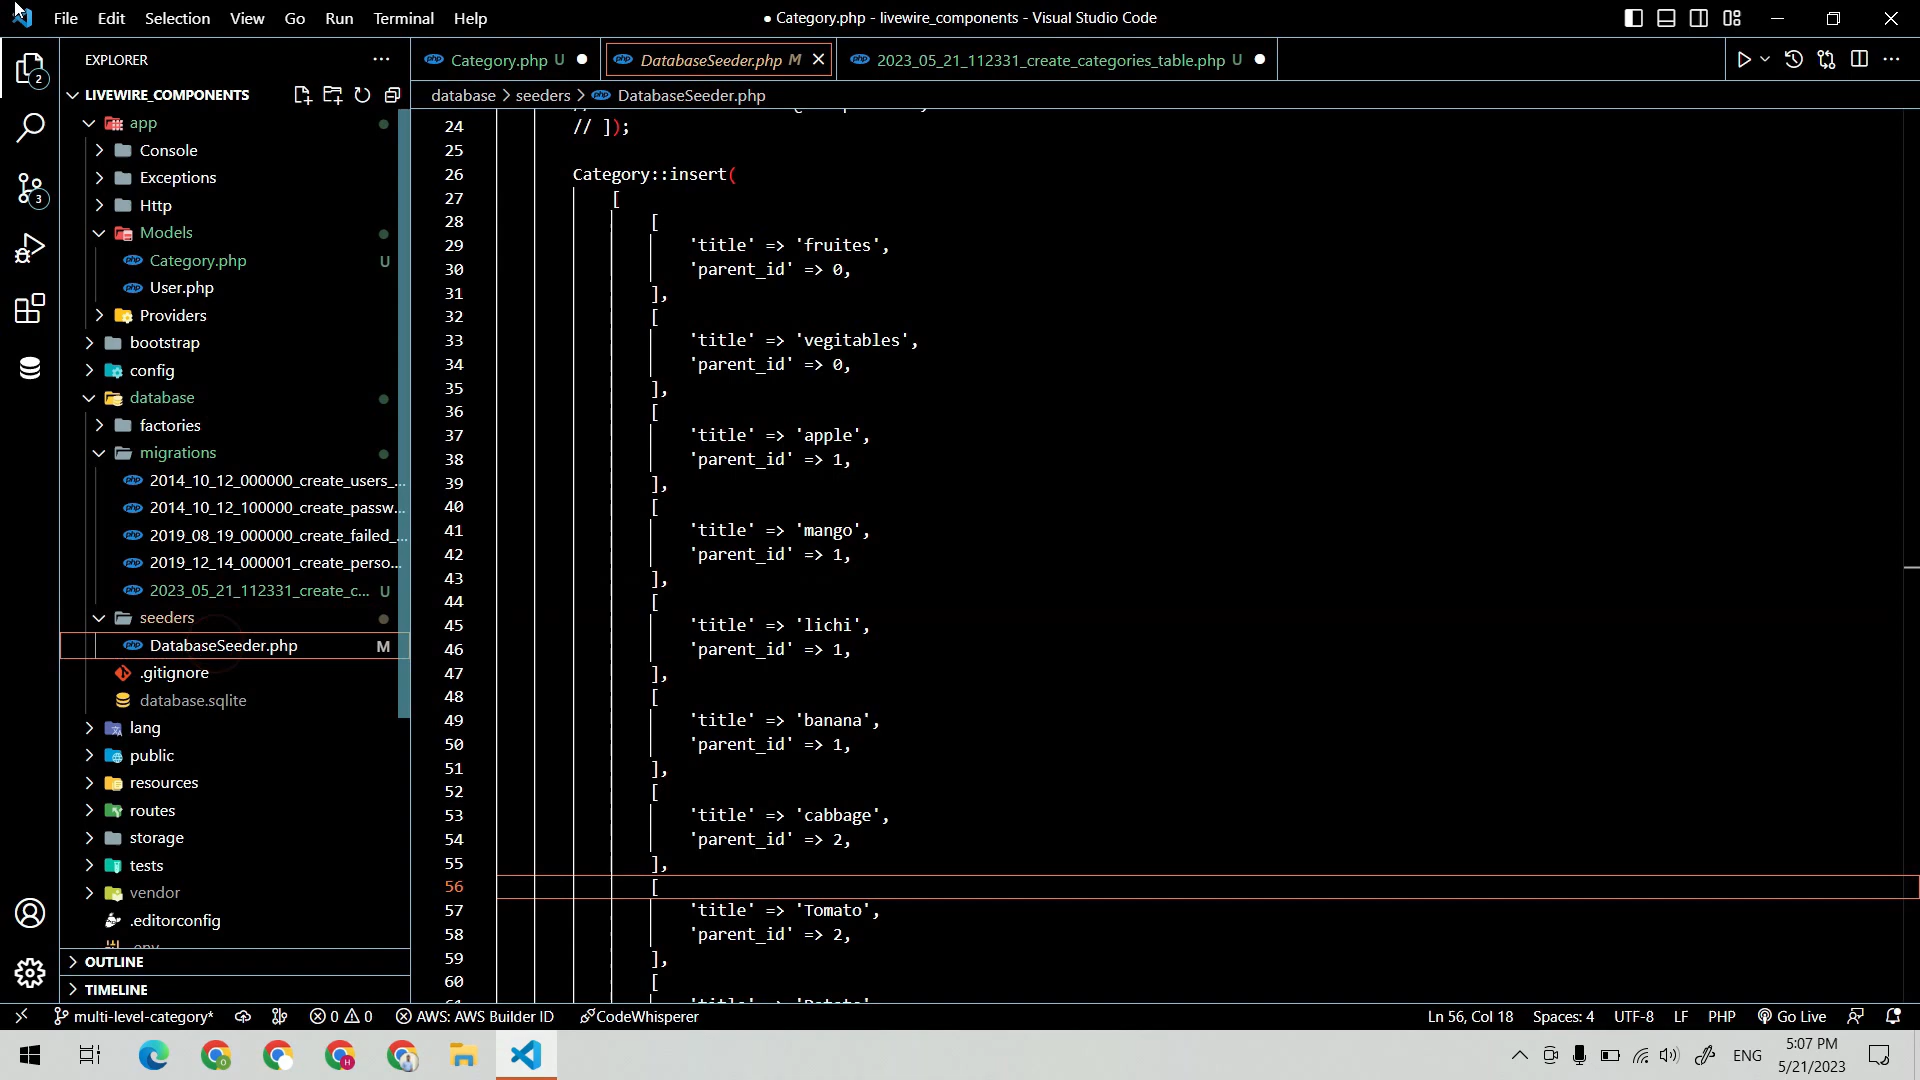 File Edit Selection View Go Run Terminal Help
● Category.php - livewire_components - Visual Studio Code
EXPLORER
Category.php U
DatabaseSeeder.php M
2023_05_21_112331_create_categories_table.php U
LIVEWIRE_COMPONENTS
database > seeders > DatabaseSeeder.php
app
Console
Exceptions
Http
Models
Category.php U
User.php
Providers
bootstrap
config
database
factories
migrations
2014_10_12_000000_create_users_...
2014_10_12_100000_create_passw...
2019_08_19_000000_create_failed_...
2019_12_14_000001_create_perso...
2023_05_21_112331_create_c... U
seeders
DatabaseSeeder.php M
.gitignore
database.sqlite
lang
public
resources
routes
storage
tests
vendor
.editorconfig
.env
OUTLINE
TIMELINE
2
3
24 // ]);
25
26 Category::insert(
27 [
28 [
29 'title' => 'fruites',
30 'parent_id' => 0,
31 ],
32 [
33 'title' => 'vegitables',
34 'parent_id' => 0,
35 ],
36 [
37 'title' => 'apple',
38 'parent_id' => 1,
39 ],
40 [
41 'title' => 'mango',
42 'parent_id' => 1,
43 ],
44 [
45 'title' => 'lichi',
46 'parent_id' => 1,
47 ],
48 [
49 'title' => 'banana',
50 'parent_id' => 1,
51 ],
52 [
53 'title' => 'cabbage',
54 'parent_id' => 2,
55 ],
56 [
57 'title' => 'Tomato',
58 'parent_id' => 2,
59 ],
60 [
multi-level-category* 0 0 AWS: AWS Builder ID CodeWhisperer
Ln 56, Col 18 Spaces: 4 UTF-8 LF PHP Go Live
ENG
5:07 PM
5/21/2023